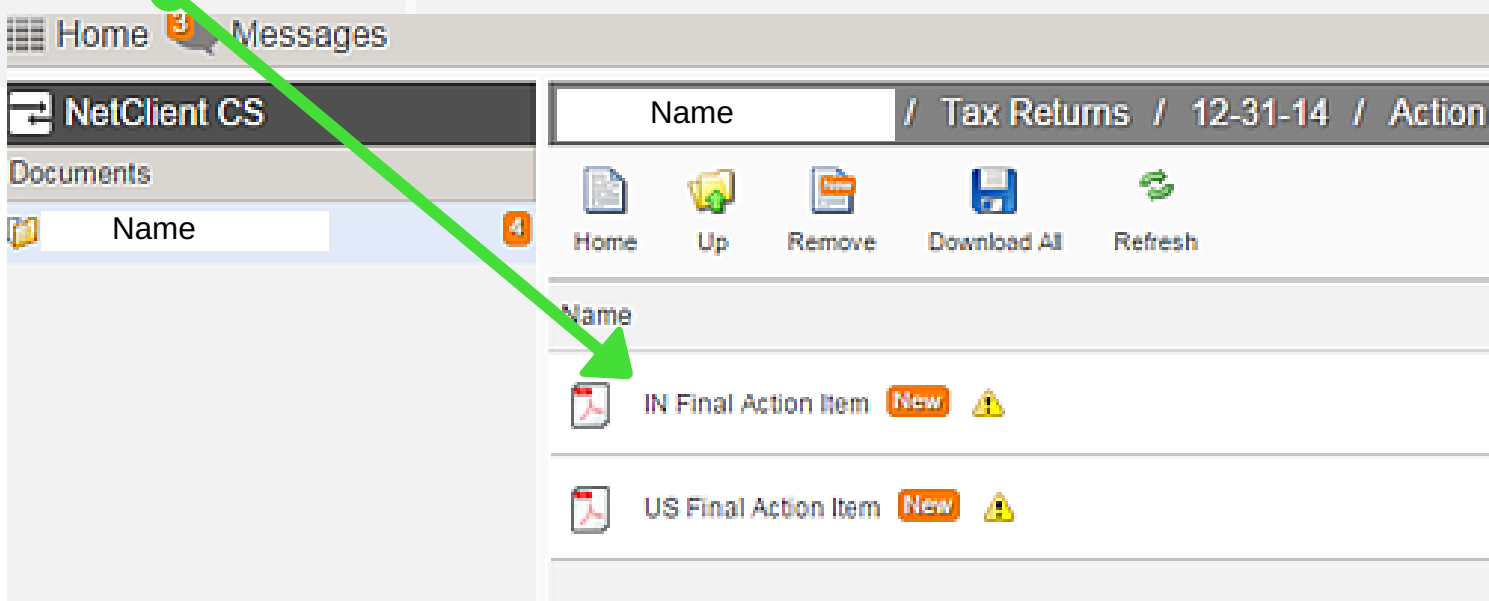 Home 3 Messages
NetClient CS
Name / Tax Returns / 12-31-14 / Action
Documents
Name 4
Home Up Remove Download All Refresh
Name
IN Final Action Item New
US Final Action Item New